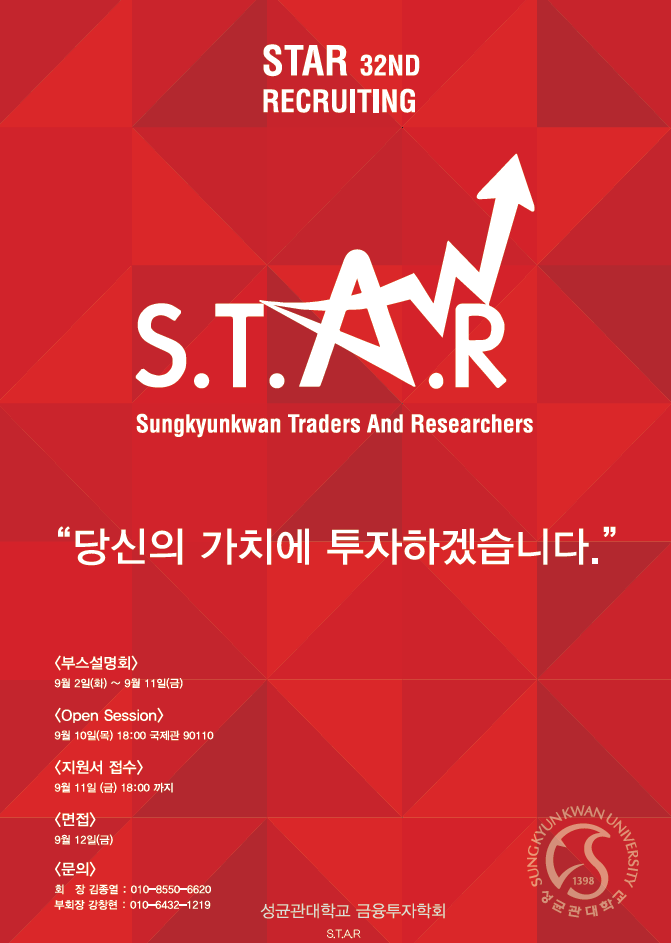 STAR 32ND
RECRUITING
S.T.A.R
Sungkyunkwan Traders And Researchers
“당신의 가치에 투자하겠습니다.”
<부스설명회>
9월 2일(화) ~ 9월 11일(금)
<Open Session>
9월 10일(목) 18:00 국제관 90110
<지원서 접수>
9월 11일 (금) 18:00 까지
<면접>
9월 12일(금)
<문의>
회 장 김종열 : 010-8550-6620
부회장 강창현 : 010-6432-1219
성균관대학교 금융투자학회
S.T.A.R
SUNGKYUNKWAN UNIVERSITY
1398
성균관대학교